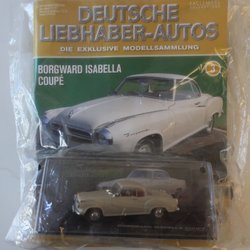 DEUTSCHE
LIEBHABER-AUTOS
DIE EXKLUSIVE MODELLSAMMLUNG
BORGWARD ISABELLA
COUPÉ